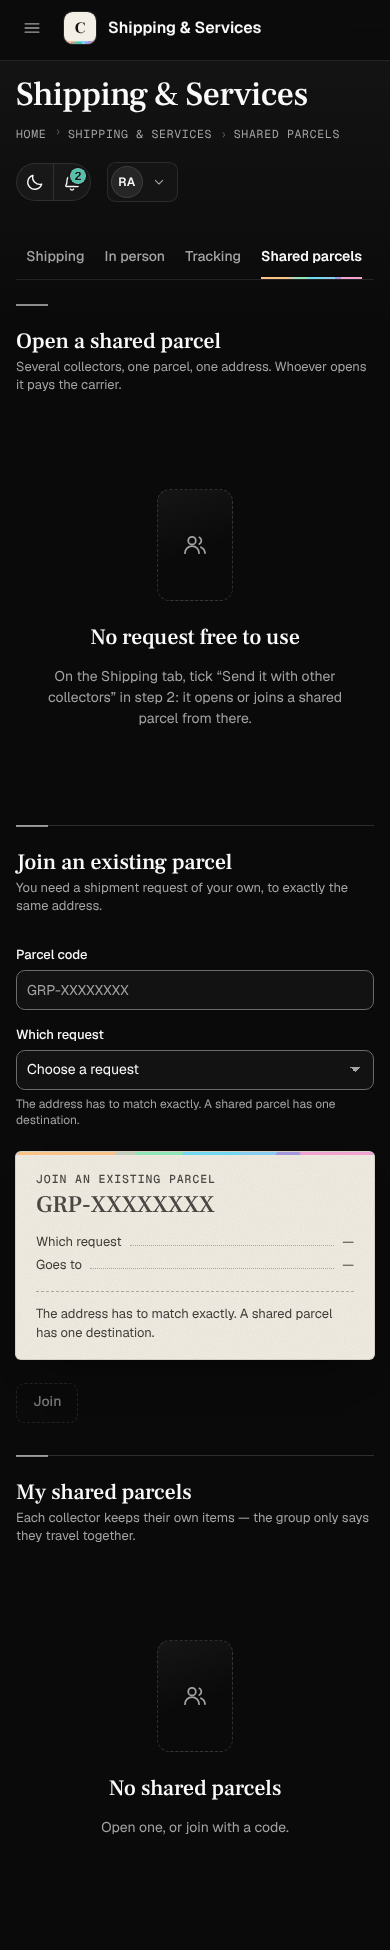 C Shipping & Services
Shipping & Services
HOME › SHIPPING & SERVICES › SHARED PARCELS
2
RA
Shipping In person Tracking Shared parcels
Open a shared parcel
Several collectors, one parcel, one address. Whoever opens
it pays the carrier.
No request free to use
On the Shipping tab, tick “Send it with other
collectors” in step 2: it opens or joins a shared
parcel from there.
Join an existing parcel
You need a shipment request of your own, to exactly the
same address.
Parcel code
GRP-XXXXXXXX
Which request
Choose a request
The address has to match exactly. A shared parcel has one
destination.
JOIN AN EXISTING PARCEL
GRP-XXXXXXXX
Which request —
Goes to —
The address has to match exactly. A shared parcel
has one destination.
Join
My shared parcels
Each collector keeps their own items — the group only says
they travel together.
No shared parcels
Open one, or join with a code.